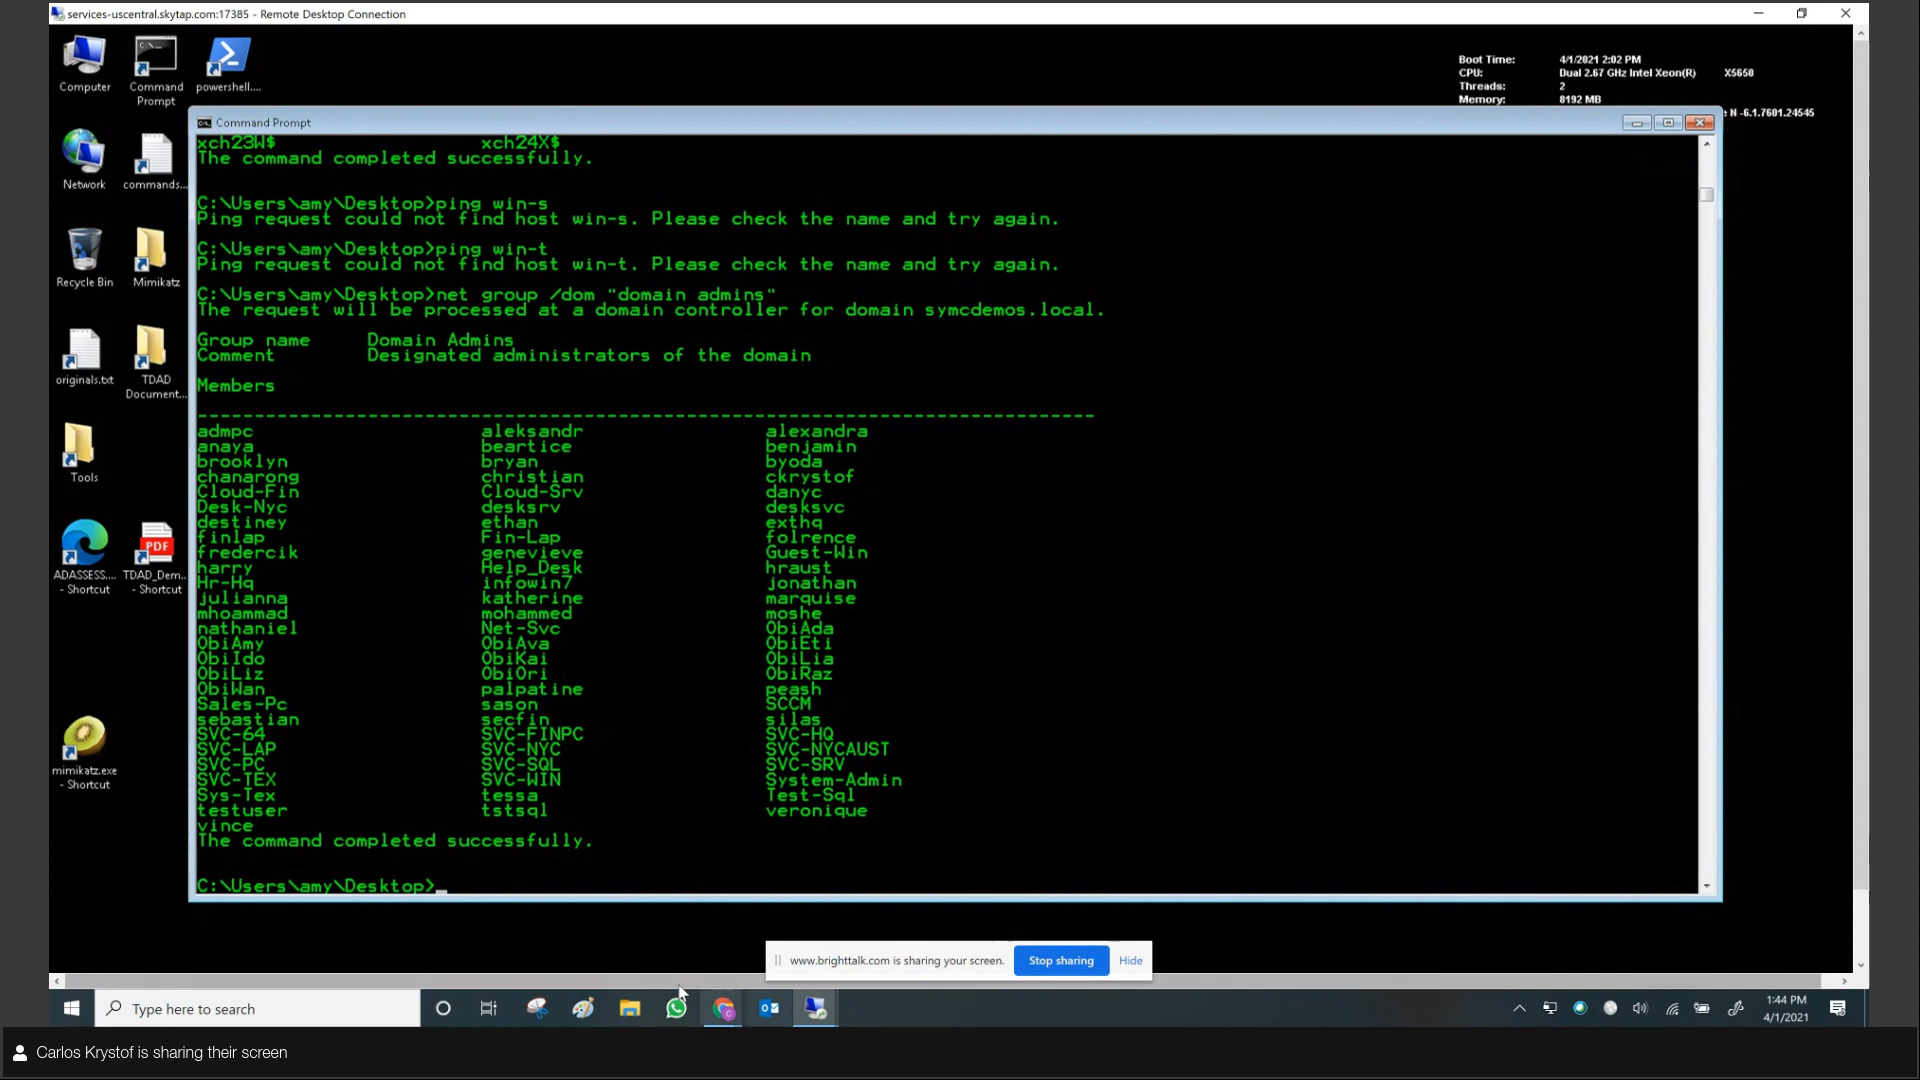 services-uscentral.skytap.com:17385 - Remote Desktop Connection
Computer
Command Prompt
powershell....
Boot Time: 4/1/2021 2:02 PM
CPU: Dual 2.67 GHz Intel Xeon(R) X5650
Threads: 2
Memory: 8192 MB
e N -6.1.7601.24545
Network
commands...
Recycle Bin
Mimikatz
originals.txt
TDAD Document...
Tools
ADASSESS.... - Shortcut
TDAD_Dem... - Shortcut
PDF
mimikatz.exe - Shortcut
Command Prompt
xch23W$ xch24X$
The command completed successfully.
C:\Users\amy\Desktop>ping win-s
Ping request could not find host win-s. Please check the name and try again.
C:\Users\amy\Desktop>ping win-t
Ping request could not find host win-t. Please check the name and try again.
C:\Users\amy\Desktop>net group /dom "domain admins"
The request will be processed at a domain controller for domain symcdemos.local.
Group name Domain Admins
Comment Designated administrators of the domain
Members
-------------------------------------------------------------------------------
admpc aleksandr alexandra
anaya beartice benjamin
brooklyn bryan byoda
chanarong christian ckrystof
Cloud-Fin Cloud-Srv danyc
Desk-Nyc desksrv desksvc
destiney ethan exthq
finlap Fin-Lap folrence
fredercik genevieve Guest-Win
harry Help_Desk hraust
Hr-Hq infowin7 jonathan
julianna katherine marquise
mhoammad mohammed moshe
nathaniel Net-Svc ObiAda
ObiAmy ObiAva ObiEti
ObiIdo ObiKai ObiLia
ObiLiz ObiOri ObiRaz
ObiWan palpatine peash
Sales-Pc sason SCCM
sebastian secfin silas
SVC-64 SVC-FINPC SVC-HQ
SVC-LAP SVC-NYC SVC-NYCAUST
SVC-PC SVC-SQL SVC-SRV
SVC-TEX SVC-WIN System-Admin
Sys-Tex tessa Test-Sql
testuser tstsql veronique
vince
The command completed successfully.
C:\Users\amy\Desktop>_
www.brighttalk.com is sharing your screen. Stop sharing Hide
Type here to search
1:44 PM
4/1/2021
Carlos Krystof is sharing their screen